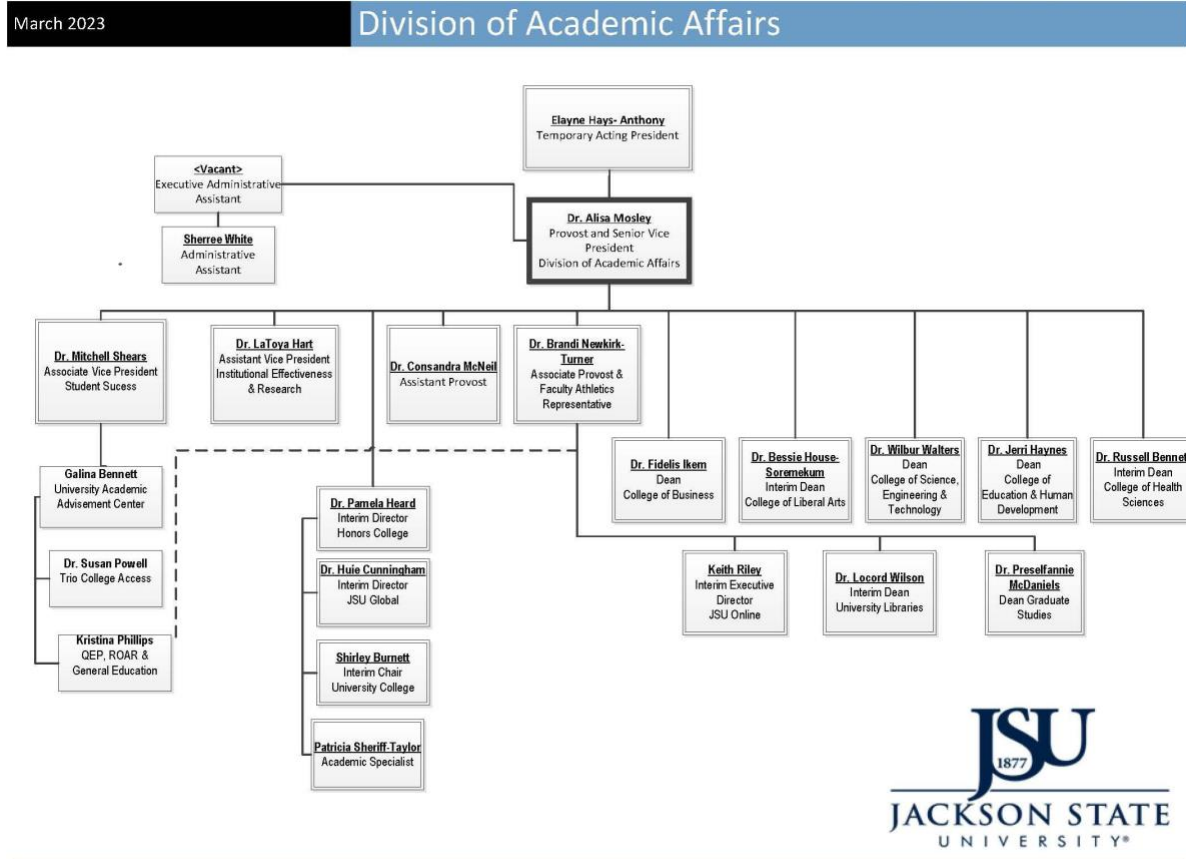 March 2023
Division of Academic Affairs
Elayne Hays- Anthony
Temporary Acting President
<Vacant>
Executive Administrative
Assistant
Sherree White
Administrative
Assistant
Dr. Alisa Mosley
Provost and Senior Vice
President
Division of Academic Affairs
Dr. Mitchell Shears
Associate Vice President
Student Sucess
Dr. LaToya Hart
Assistant Vice President
Institutional Effectiveness
& Research
Dr. Consandra McNeil
Assistant Provost
Dr. Brandi Newkirk-
Turner
Associate Provost &
Faculty Athletics
Representative
Dr. Fidelis Ikem
Dean
College of Business
Dr. Bessie House-
Soremekum
Interim Dean
College of Liberal Arts
Dr. Wilbur Walters
Dean
College of Science,
Engineering &
Technology
Dr. Jerri Haynes
Dean
College of
Education & Human
Development
Dr. Russell Bennet
Interim Dean
College of Health
Sciences
Galina Bennett
University Academic
Advisement Center
Dr. Susan Powell
Trio College Access
Kristina Phillips
QEP, ROAR &
General Education
Dr. Pamela Heard
Interim Director
Honors College
Dr. Huie Cunningham
Interim Director
JSU Global
Shirley Burnett
Interim Chair
University College
Patricia Sheriff-Taylor
Academic Specialist
Keith Riley
Interim Executive
Director
JSU Online
Dr. Locord Wilson
Interim Dean
University Libraries
Dr. Preselfannie
McDaniels
Dean Graduate
Studies
JSU
1877
JACKSON STATE
UNIVERSITY®